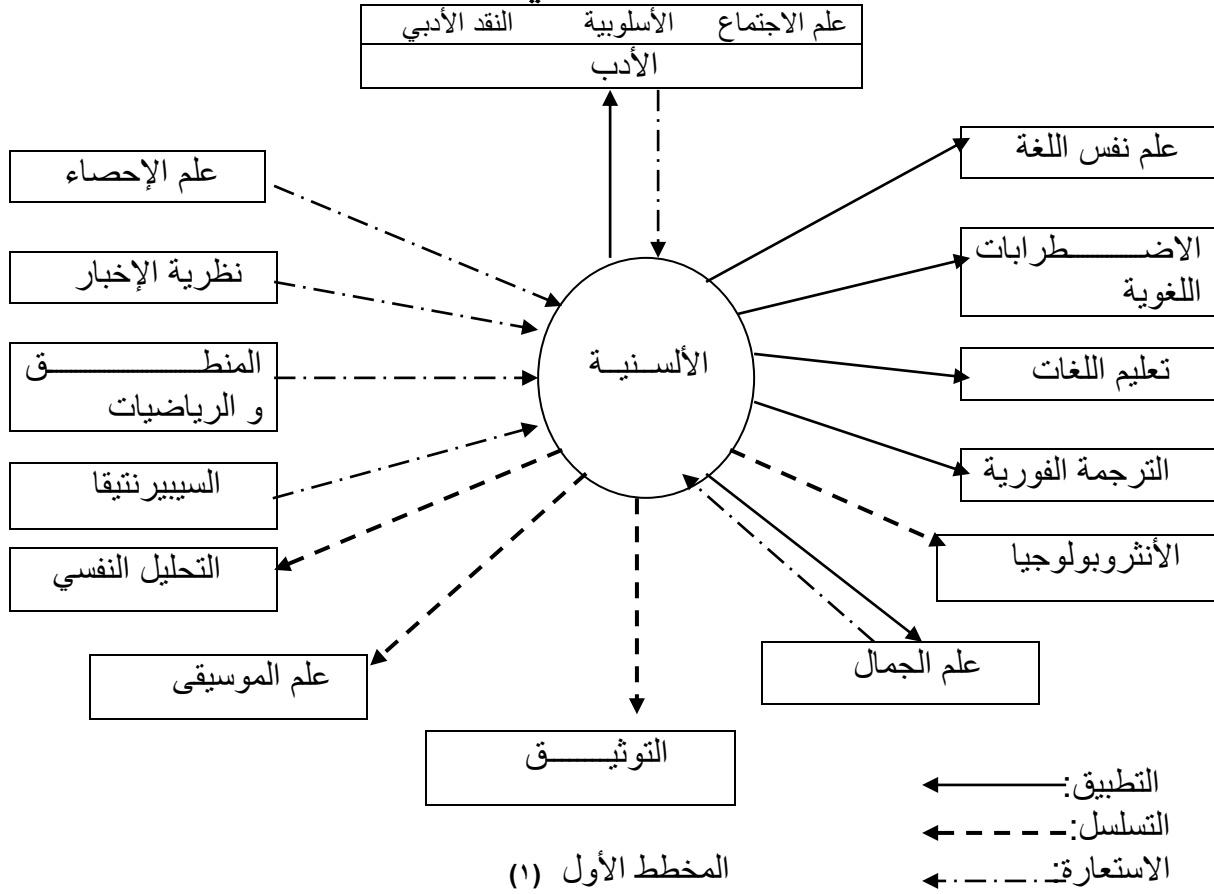 علم الاجتماع الأسلوبية النقد الأدبي
الأدب
علم نفس اللغة
علم الإحصاء
الاضطرابات
اللغوية
نظرية الإخبار
الألسنية
تعليم اللغات
المنطق
و الرياضيات
الترجمة الفورية
السيبيرنتيقا
الأنثروبولوجيا
التحليل النفسي
علم الجمال
علم الموسيقى
التوثيق
التطبيق:
التسلسل:
الاستعارة:
المخطط الأول (١)